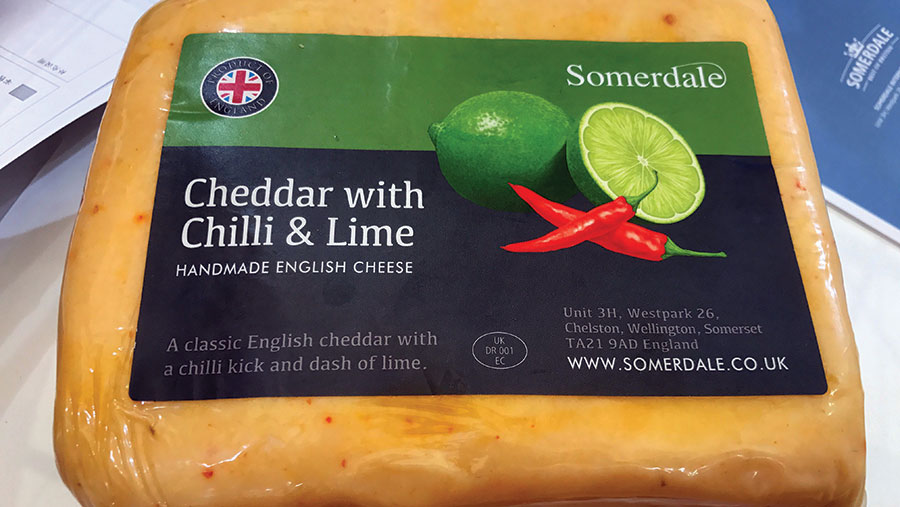 PRODUCT OF
ENGLAND
Somerdale
Cheddar with
Chilli & Lime
HANDMADE ENGLISH CHEESE
A classic English cheddar with
a chilli kick and dash of lime.
UK
DR 001
EC
Unit 3H, Westpark 26,
Chelston, Wellington, Somerset
TA21 9AD England
WWW.SOMERDALE.CO.UK
SOMERDALE